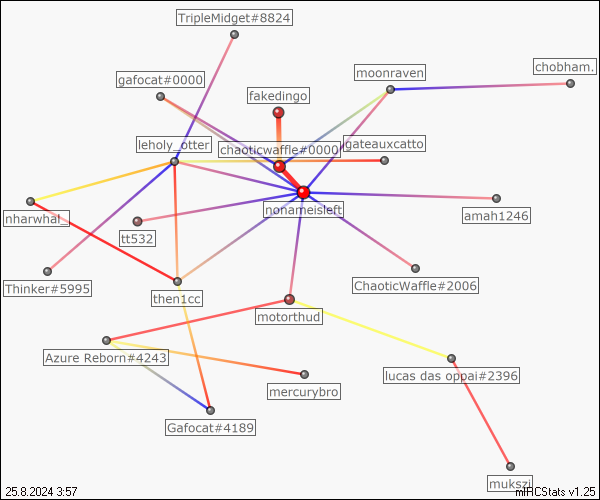 TripleMidget#8824
chobham.
moonraven
gafocat#0000
fakedingo
leholy_otter
chaoticwaffle#0000
gateauxcatto
nharwhal_
nonameisleft
amah1246
tt532
Thinker#5995
then1cc
ChaoticWaffle#2006
motorthud
Azure Reborn#4243
lucas das oppai#2396
mercurybro
Gafocat#4189
mukszi
25.8.2024 3:57
mIRCStats v1.25